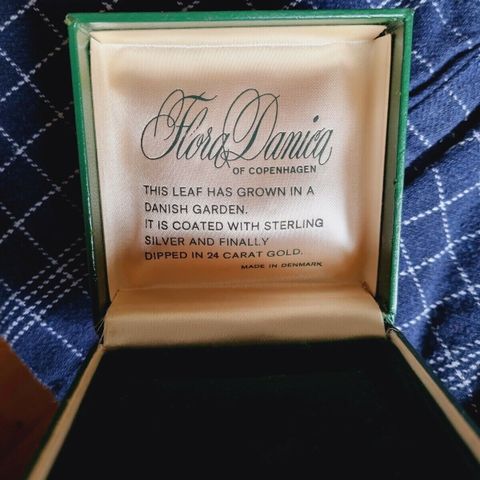 Flora Danica
OF COPENHAGEN
THIS LEAF HAS GROWN IN A
DANISH GARDEN.
IT IS COATED WITH STERLING
SILVER AND FINALLY
DIPPED IN 24 CARAT GOLD.
MADE IN DENMARK